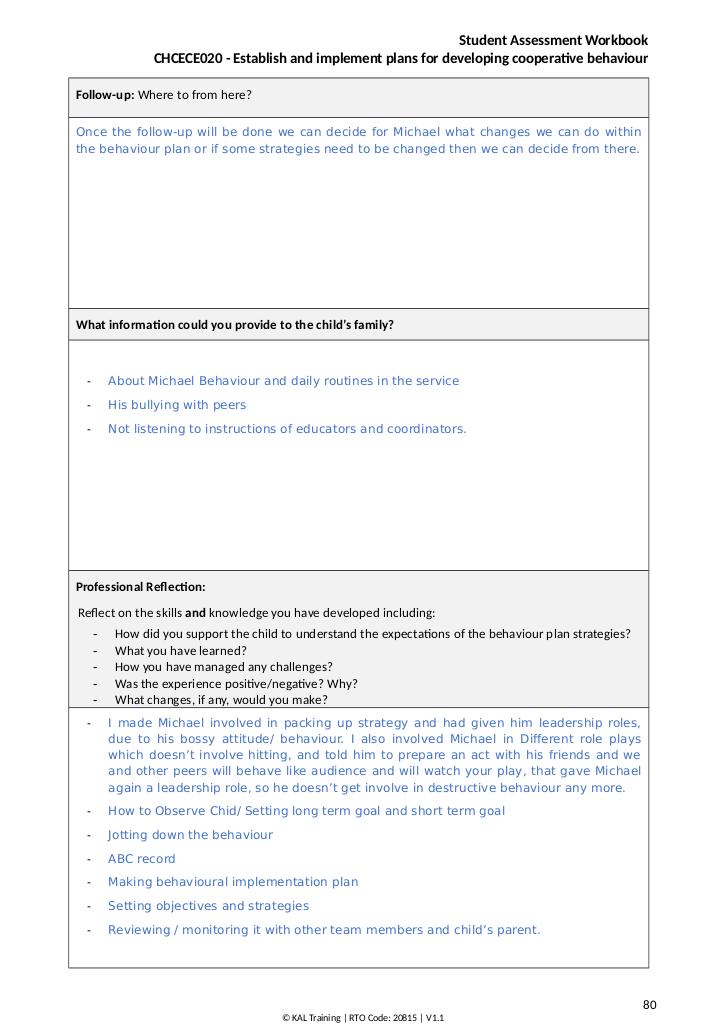 Student Assessment Workbook
CHCECE020 - Establish and implement plans for developing cooperative behaviour
Follow-up: Where to from here?
Once the follow-up will be done we can decide for Michael what changes we can do within
the behaviour plan or if some strategies need to be changed then we can decide from there.
What information could you provide to the child's family?
- About Michael Behaviour and daily routines in the service
- His bullying with peers
- Not listening to instructions of educators and coordinators.
Professional Reflection:
Reflect on the skills and knowledge you have developed including:
- How did you support the child to understand the expectations of the behaviour plan strategies?
- What you have learned?
- How you have managed any challenges?
- Was the experience positive/negative? Why?
- What changes, if any, would you make?
- I made Michael involved in packing up strategy and had given him leadership roles,
due to his bossy attitude/ behaviour. I also involved Michael in Different role plays
which doesn't involve hitting, and told him to prepare an act with his friends and we
and other peers will behave like audience and will watch your play, that gave Michael
again a leadership role, so he doesn't get involve in destructive behaviour any more.
- How to Observe Chid/ Setting long term goal and short term goal
- Jotting down the behaviour
- ABC record
- Making behavioural implementation plan
- Setting objectives and strategies
- Reviewing / monitoring it with other team members and child's parent.
80
© KAL Training | RTO Code: 20815 | V1.1